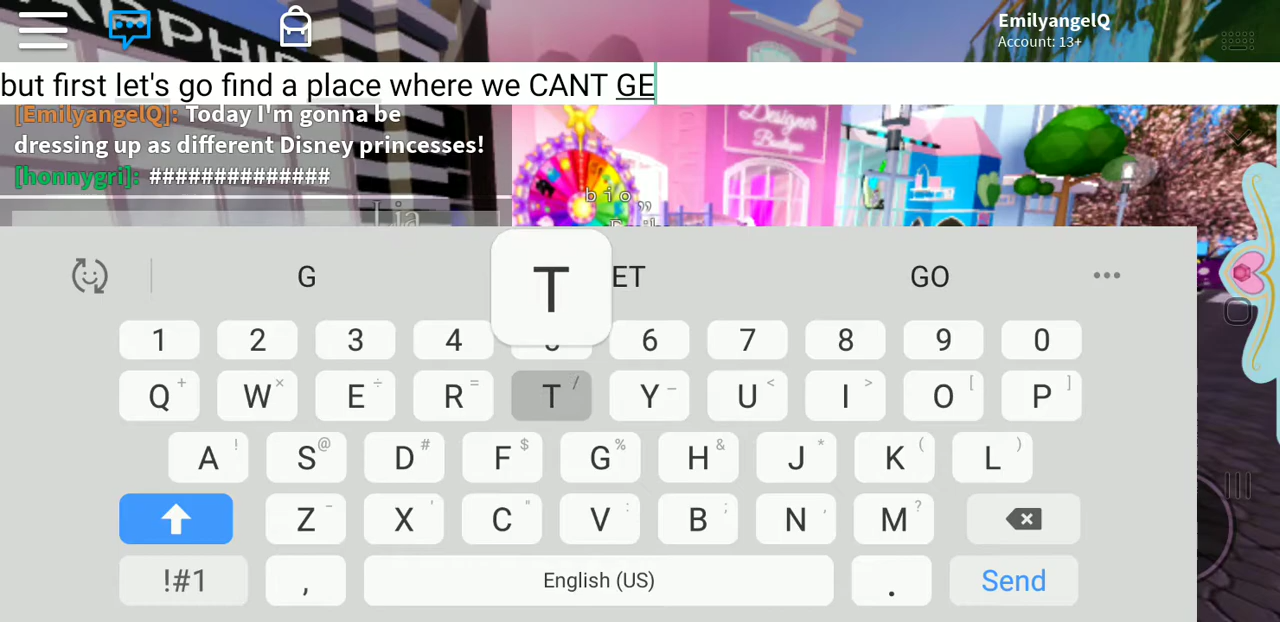 EmilyangelQ
Account: 13+
but first let's go find a place where we CANT GE
[EmilyangelQ]: Today I'm gonna be
dressing up as different Disney princesses!
[honnygri]: ##############
Designer
Boutique
bio
Lia
G ET GO
T
1 2 3 4 6 7 8 9 0
Q + W × E ÷ R = T / Y _ U < I > O [ P ]
A ! S @ D # F $ G % H & J * K ( L )
Z - X ' C " V : B ; N , M ?
!#1 , English (US) . Send